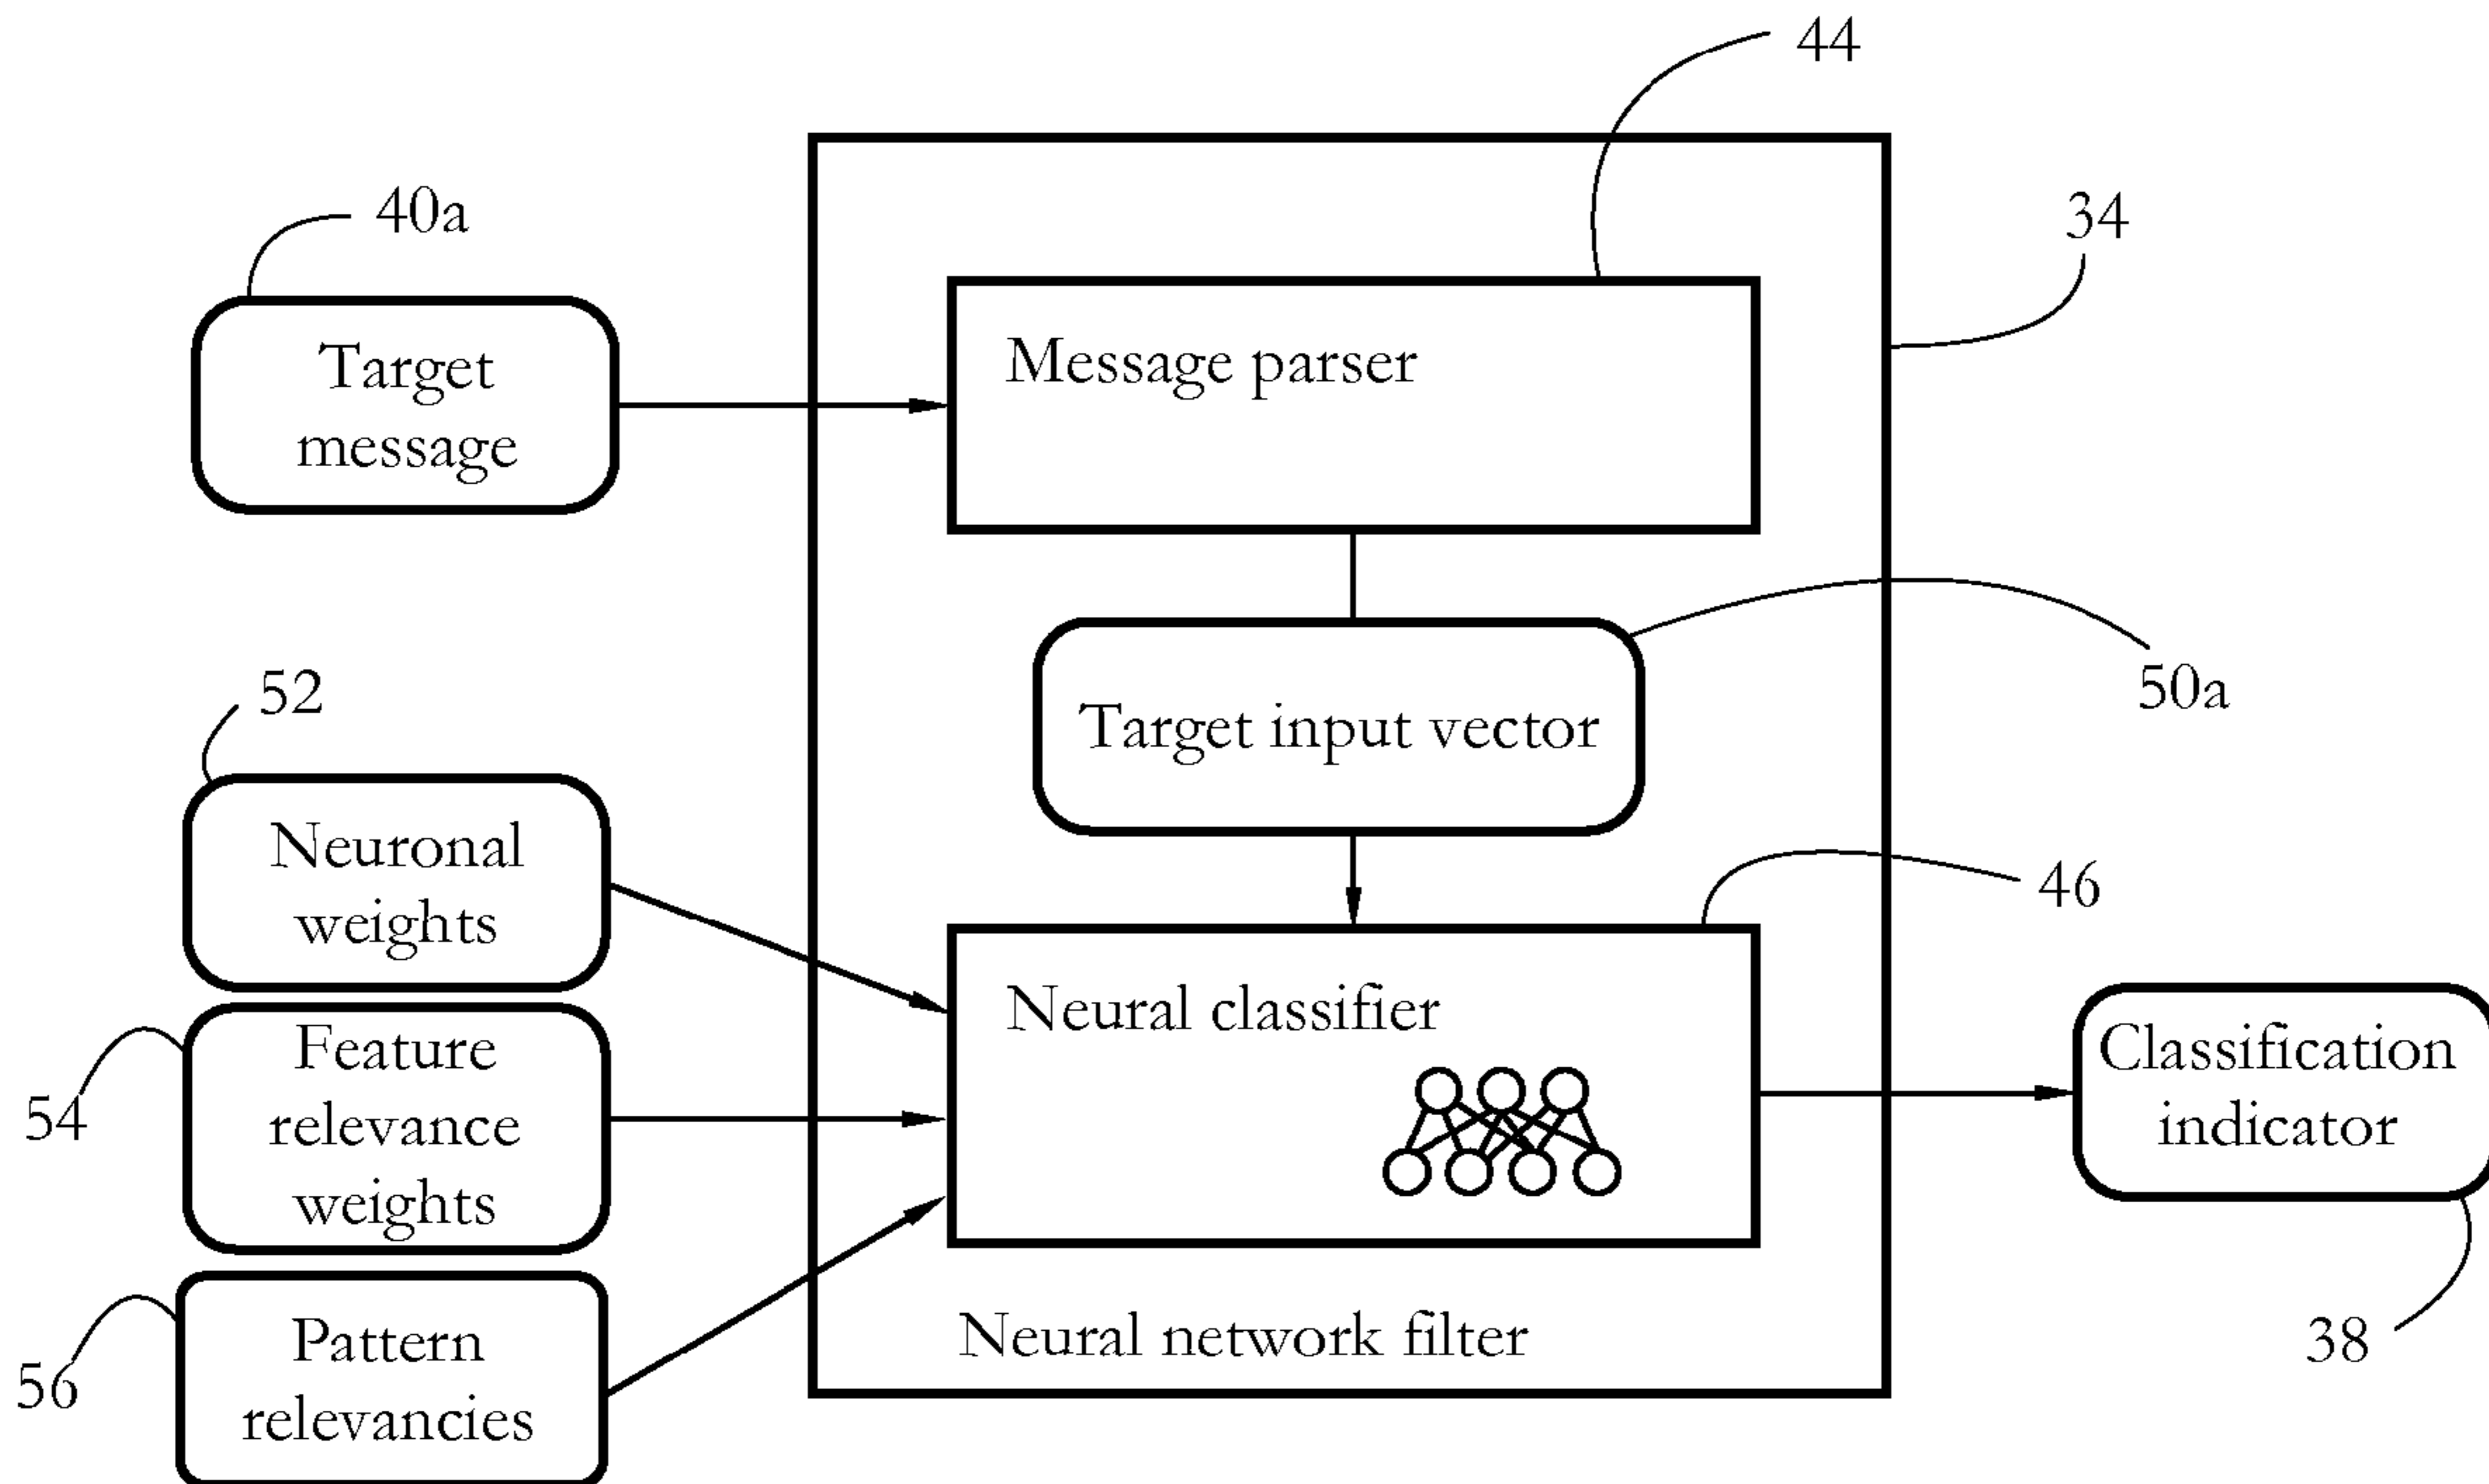 44
40a
34
Target
message
Message parser
50a
Target input vector
52
Neuronal
weights
46
54
Feature
relevance
weights
Neural classifier
Classification
indicator
56
Pattern
relevancies
Neural network filter
38